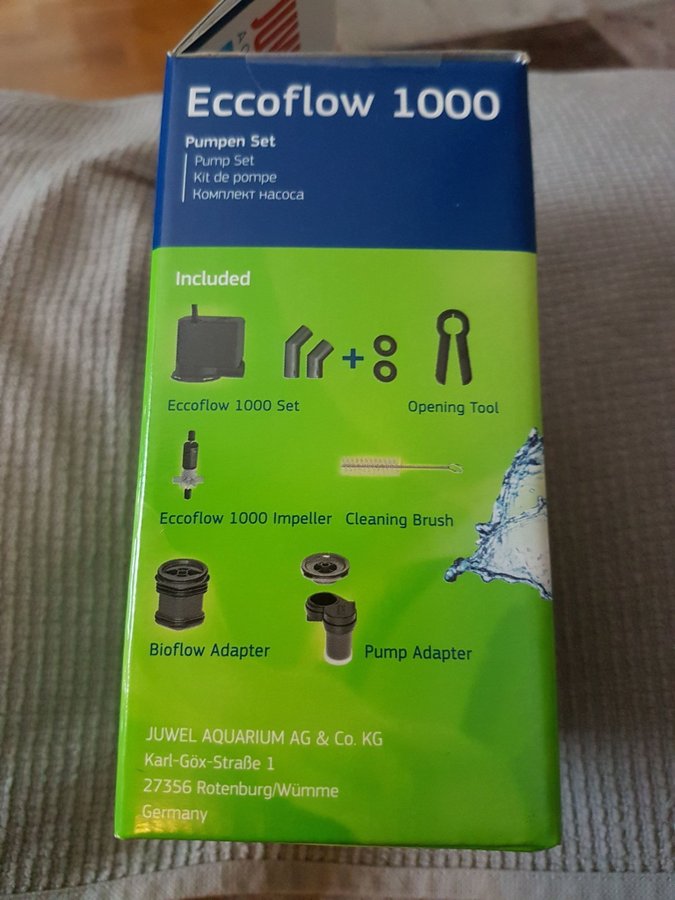 JUW
Eccoflow 1000
Pumpen Set
Pump Set
Kit de pompe
Комплект насоса
Included
+
Eccoflow 1000 Set
Opening Tool
Eccoflow 1000 Impeller
Cleaning Brush
Bioflow Adapter
Pump Adapter
JUWEL AQUARIUM AG & Co. KG
Karl-Göx-Straße 1
27356 Rotenburg/Wümme
Germany